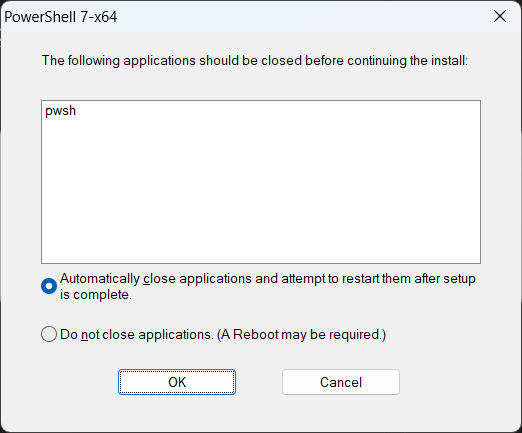 PowerShell 7-x64
The following applications should be closed before continuing the install:
pwsh
Automatically close applications and attempt to restart them after setup
is complete.
Do not close applications. (A Reboot may be required.)
OK
Cancel